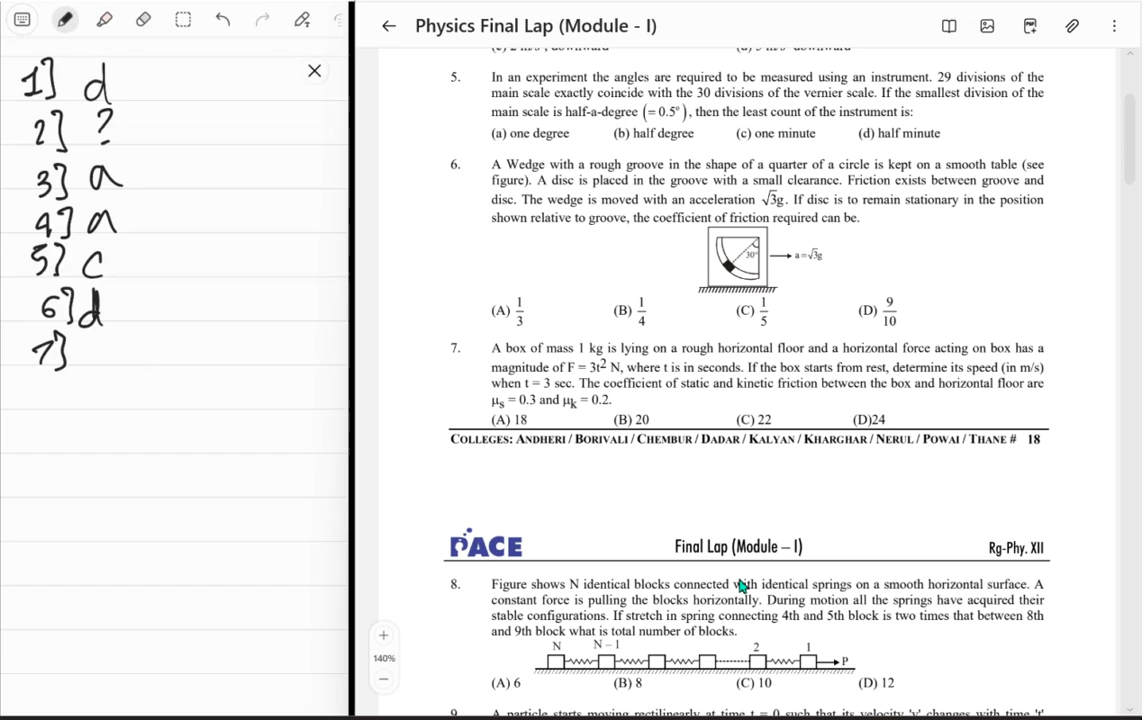 1] d
2] ?
3] a
4] a
5] c
6] d
7]
Physics Final Lap (Module - I)
5. In an experiment the angles are required to be measured using an instrument. 29 divisions of the
main scale exactly coincide with the 30 divisions of the vernier scale. If the smallest division of the
main scale is half-a-degree (= 0.5°), then the least count of the instrument is:
(a) one degree (b) half degree (c) one minute (d) half minute
6. A Wedge with a rough groove in the shape of a quarter of a circle is kept on a smooth table (see
figure). A disc is placed in the groove with a small clearance. Friction exists between groove and
disc. The wedge is moved with an acceleration √3g. If disc is to remain stationary in the position
shown relative to groove, the coefficient of friction required can be.
30° a=√3g
(A) 1/3 (B) 1/4 (C) 1/5 (D) 9/10
7. A box of mass 1 kg is lying on a rough horizontal floor and a horizontal force acting on box has a
magnitude of F = 3t² N, where t is in seconds. If the box starts from rest, determine its speed (in m/s)
when t = 3 sec. The coefficient of static and kinetic friction between the box and horizontal floor are
μs = 0.3 and μk = 0.2.
(A) 18 (B) 20 (C) 22 (D)24
COLLEGES: ANDHERI / BORIVALI / CHEMBUR / DADAR / KALYAN / KHARGHAR / NERUL / POWAI / THANE # 18
PACE Final Lap (Module – I) Rg-Phy. XII
8. Figure shows N identical blocks connected with identical springs on a smooth horizontal surface. A
constant force is pulling the blocks horizontally. During motion all the springs have acquired their
stable configurations. If stretch in spring connecting 4th and 5th block is two times that between 8th
and 9th block what is total number of blocks.
N N – 1 2 1
P
(A) 6 (B) 8 (C) 10 (D) 12
140%
9. A particle starts moving rectilinearly at time t = 0 such that its velocity 'v' changes with time 't'